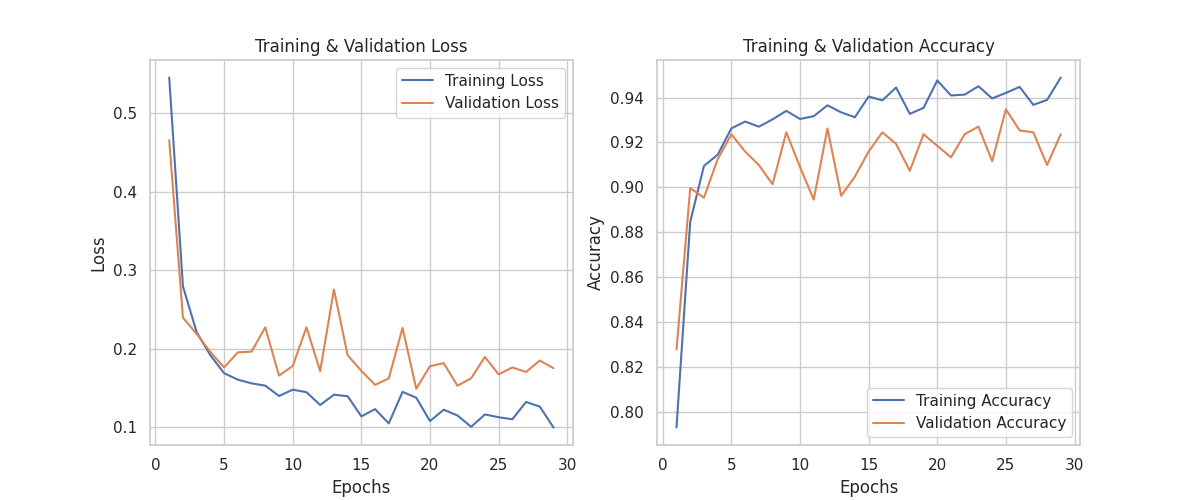 Training & Validation Loss
Training Loss
Validation Loss
0.5
0.4
0.3
0.2
0.1
Loss
0 5 10 15 20 25 30
Epochs
Training & Validation Accuracy
0.94
0.92
0.90
0.88
0.86
0.84
0.82
0.80
Accuracy
Training Accuracy
Validation Accuracy
0 5 10 15 20 25 30
Epochs